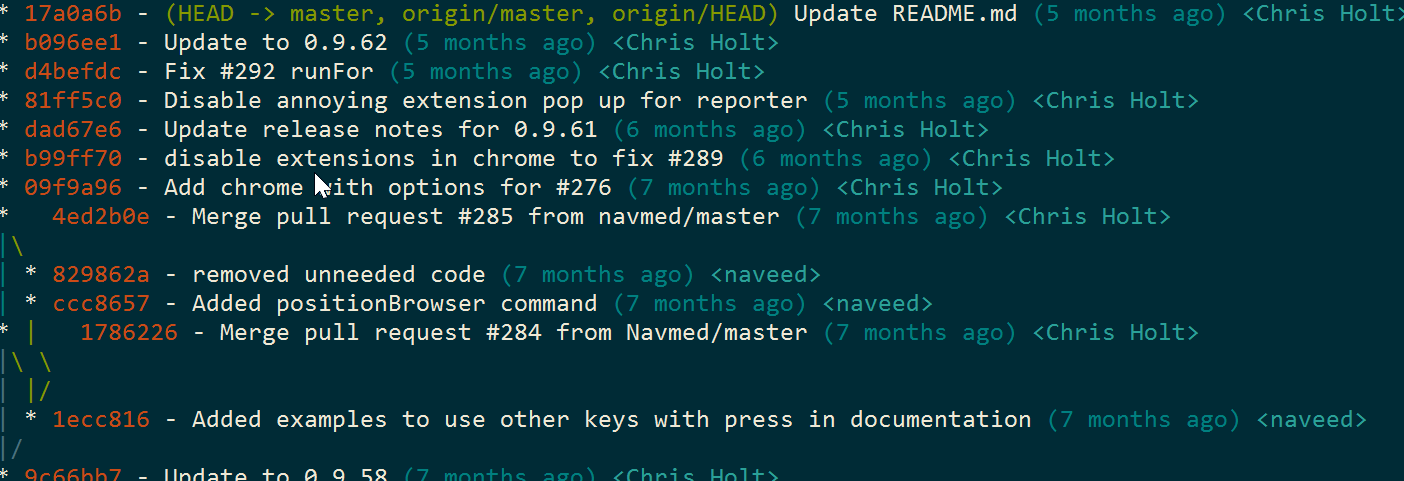 * 17a0a6b - (HEAD -> master, origin/master, origin/HEAD) Update README.md (5 months ago) <Chris Holt>
* b096ee1 - Update to 0.9.62 (5 months ago) <Chris Holt>
* d4befdc - Fix #292 runFor (5 months ago) <Chris Holt>
* 81ff5c0 - Disable annoying extension pop up for reporter (5 months ago) <Chris Holt>
* dad67e6 - Update release notes for 0.9.61 (6 months ago) <Chris Holt>
* b99ff70 - disable extensions in chrome to fix #289 (6 months ago) <Chris Holt>
* 09f9a96 - Add chrome with options for #276 (7 months ago) <Chris Holt>
*   4ed2b0e - Merge pull request #285 from navmed/master (7 months ago) <Chris Holt>
|\
| * 829862a - removed unneeded code (7 months ago) <naveed>
| * ccc8657 - Added positionBrowser command (7 months ago) <naveed>
* |   1786226 - Merge pull request #284 from Navmed/master (7 months ago) <Chris Holt>
|\ \
| |/
| * 1ecc816 - Added examples to use other keys with press in documentation (7 months ago) <naveed>
|/
* 9c66bb7 - Update to 0.9.58 (7 months ago) <Chris Holt>